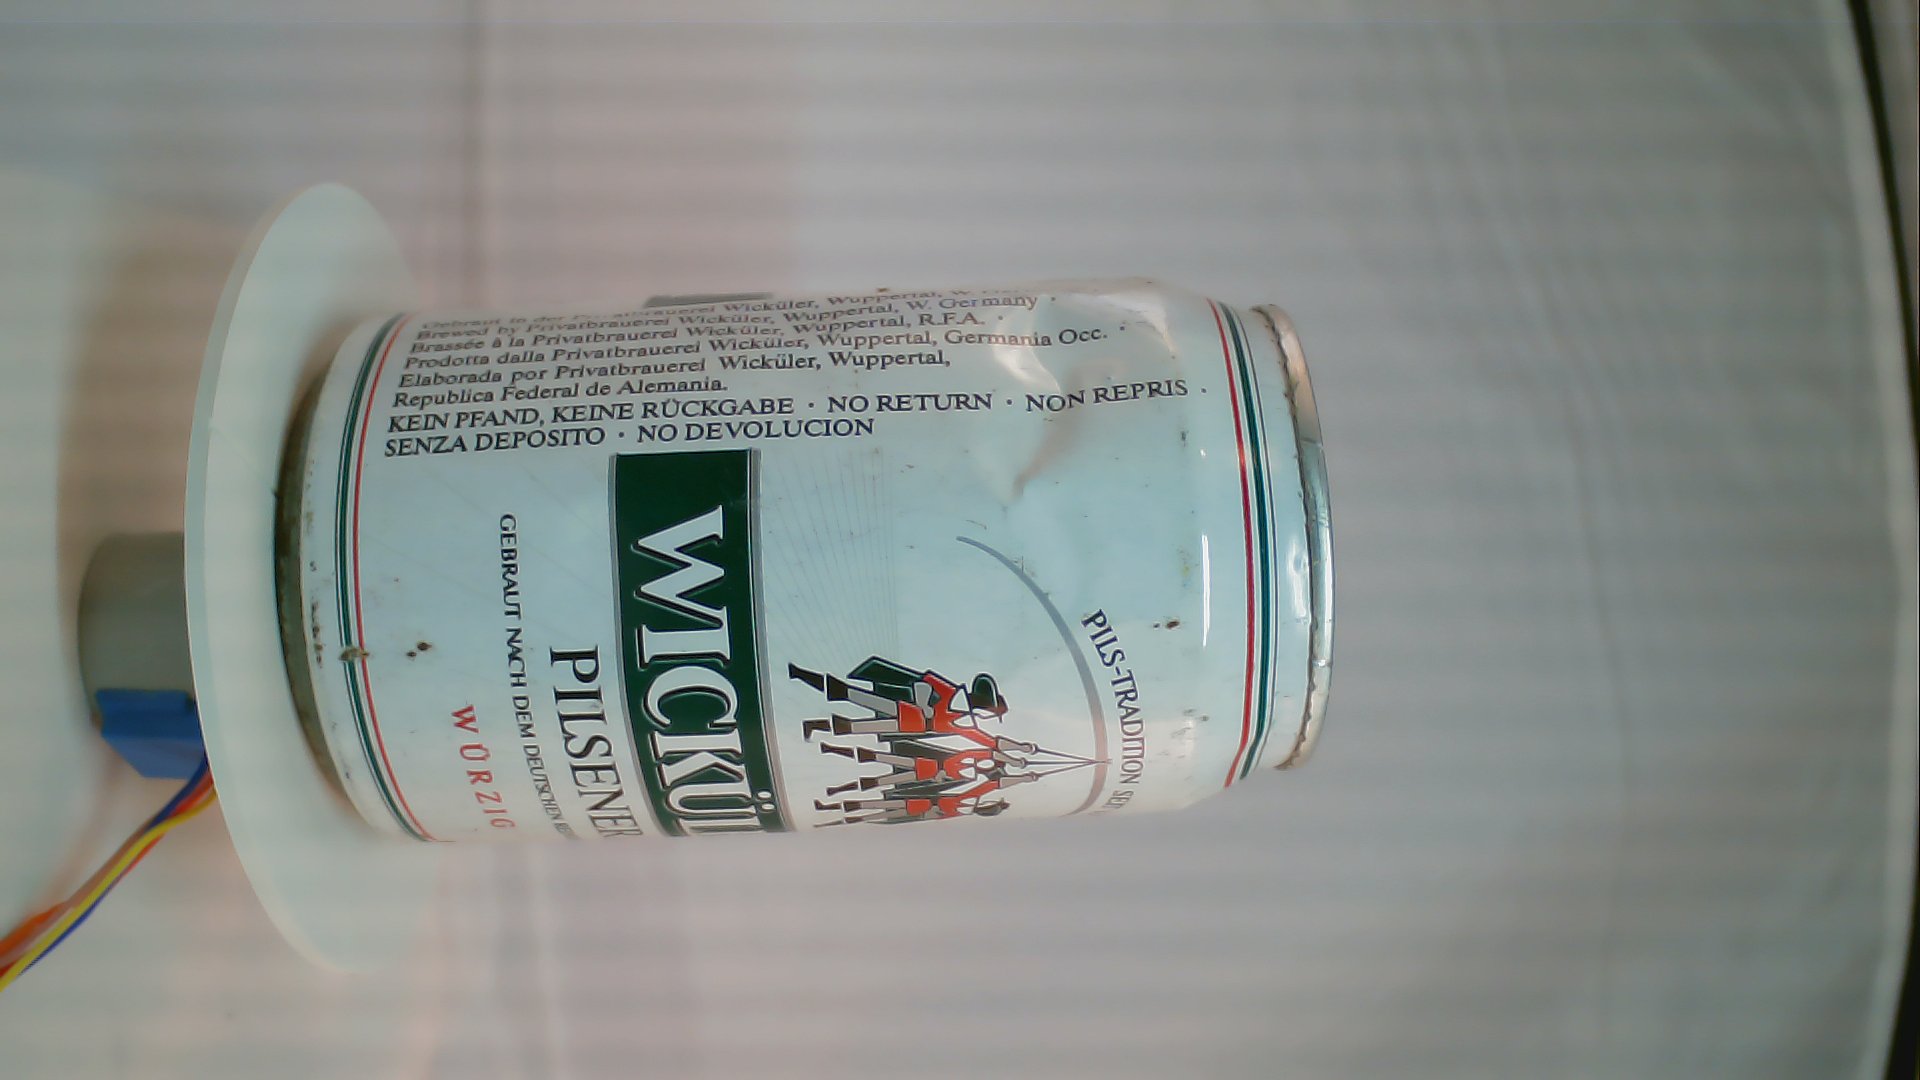 Brewed by Privatbrauerei Wicküler, Wuppertal, W. Germany ·
Brassée à la Privatbrauerei Wicküler, Wuppertal, R.F.A. ·
Prodotta dalla Privatbrauerei Wicküler, Wuppertal, Germania Occ. ·
Elaborada por Privatbrauerei Wicküler, Wuppertal,
Republica Federal de Alemania.
KEIN PFAND, KEINE RÜCKGABE · NO RETURN · NON REPRIS ·
SENZA DEPOSITO · NO DEVOLUCION
PILS-TRADITION
WICKÜL
PILSENER
GEBRAUT NACH DEM DEUTSCHEN
WÜRZIG